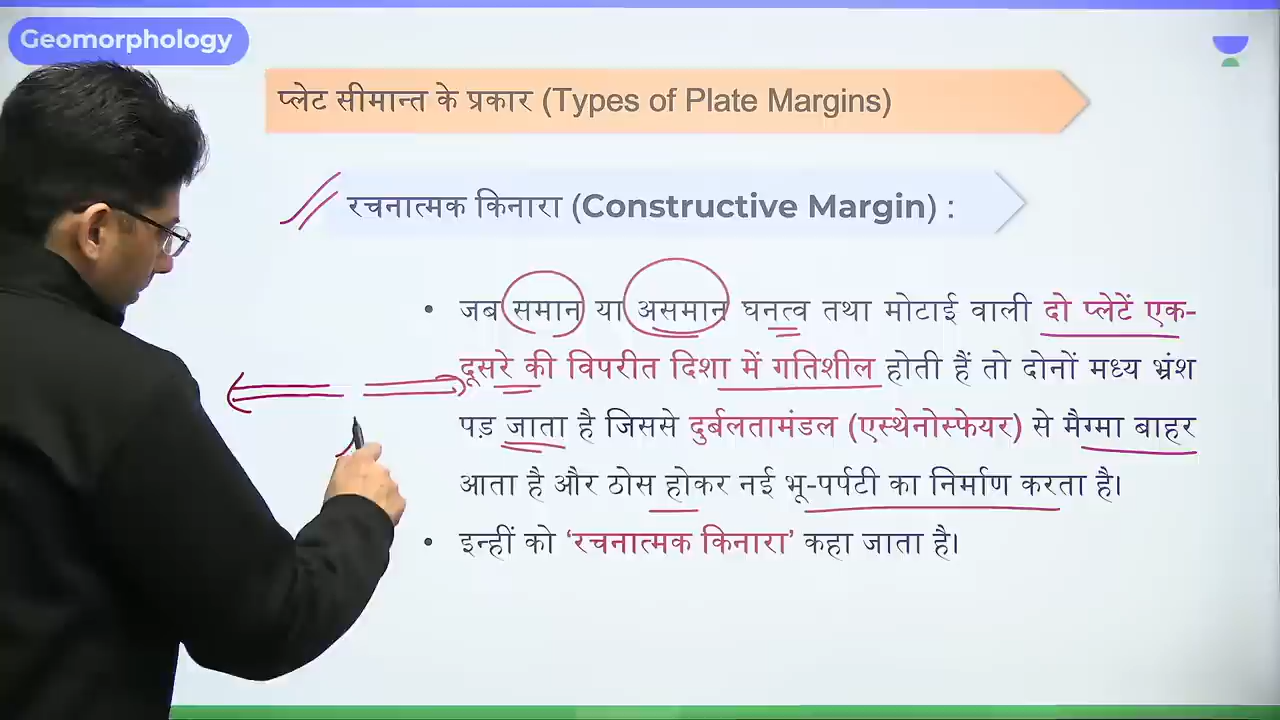 Geomorphology
प्लेट सीमान्त के प्रकार (Types of Plate Margins)
रचनात्मक किनारा (Constructive Margin) :
• जब समान या असमान घनत्व तथा मोटाई वाली दो प्लेटें एक-
दूसरे की विपरीत दिशा में गतिशील होती हैं तो दोनों मध्य भ्रंश
पड़ जाता है जिससे दुर्बलतामंडल (एस्थेनोस्फेयर) से मैग्मा बाहर
आता है और ठोस होकर नई भू-पर्पटी का निर्माण करता है।
• इन्हीं को ‘रचनात्मक किनारा’ कहा जाता है।